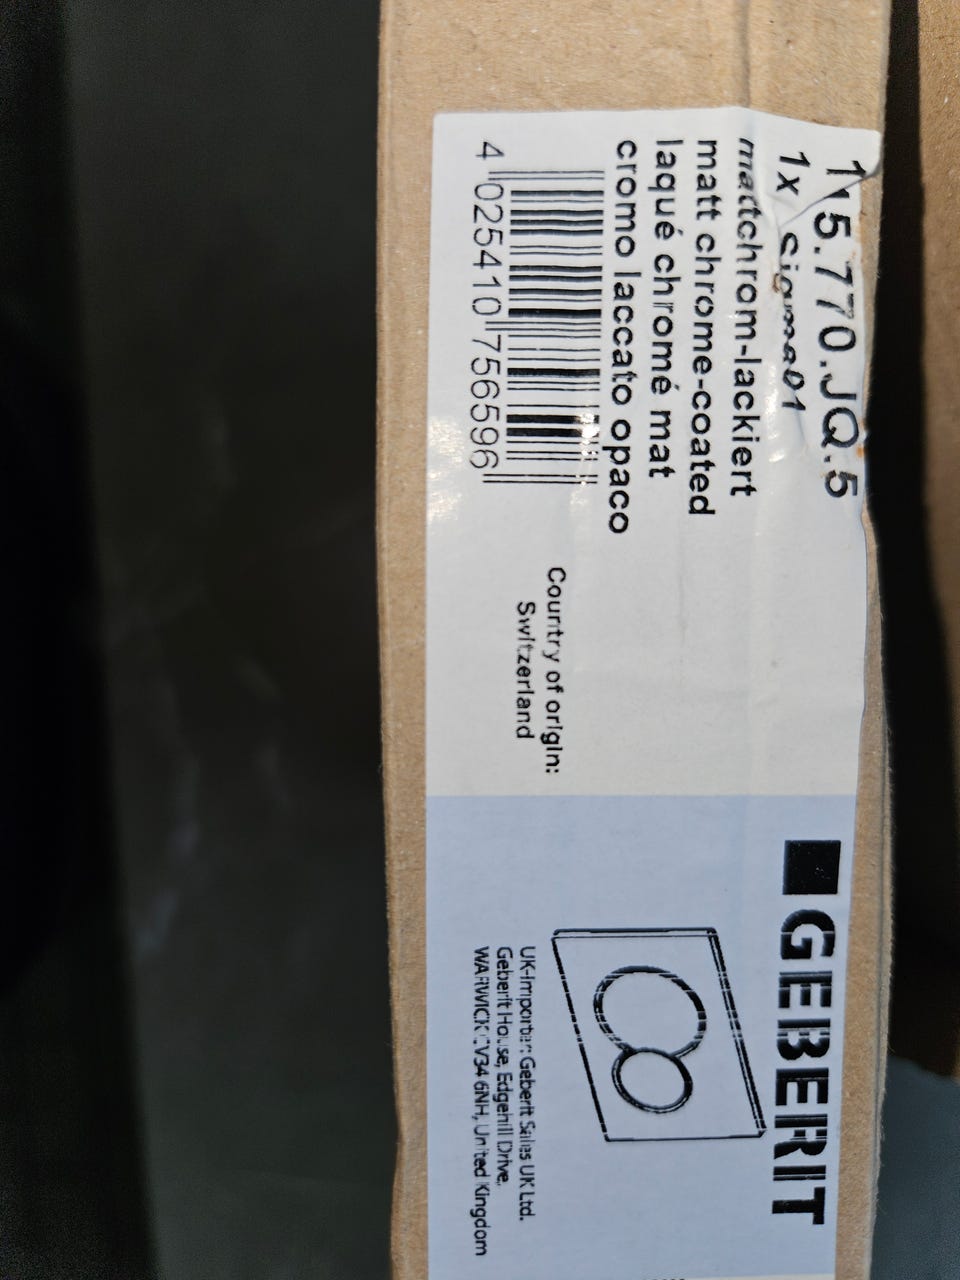 115.770.JQ.5
1x Sigma01
mattchrom-lackiert
matt chrome-coated
laqué chromé mat
cromo laccato opaco
4 025410 756596
Country of origin:
Switzerland
GEBERIT
UK-Importer: Geberit Sales UK Ltd.
Geberit House, Edgehill Drive,
WARWICK CV34 6NH, United Kingdom